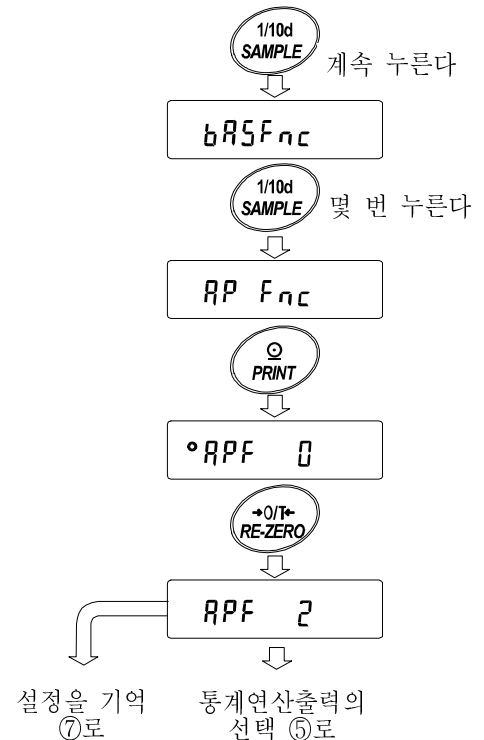 1/10d
SAMPLE
계속 누른다
bASFnc
1/10d
SAMPLE
몇 번 누른다
AP Fnc
PRINT
APF 0
→0/T←
RE-ZERO
APF 2
설정을 기억
⑦로
통계연산출력의
선택 ⑤로